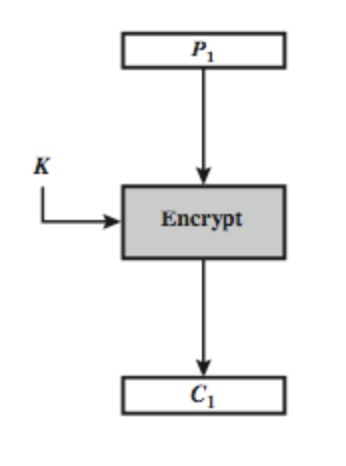 P₁
K
Encrypt
C₁